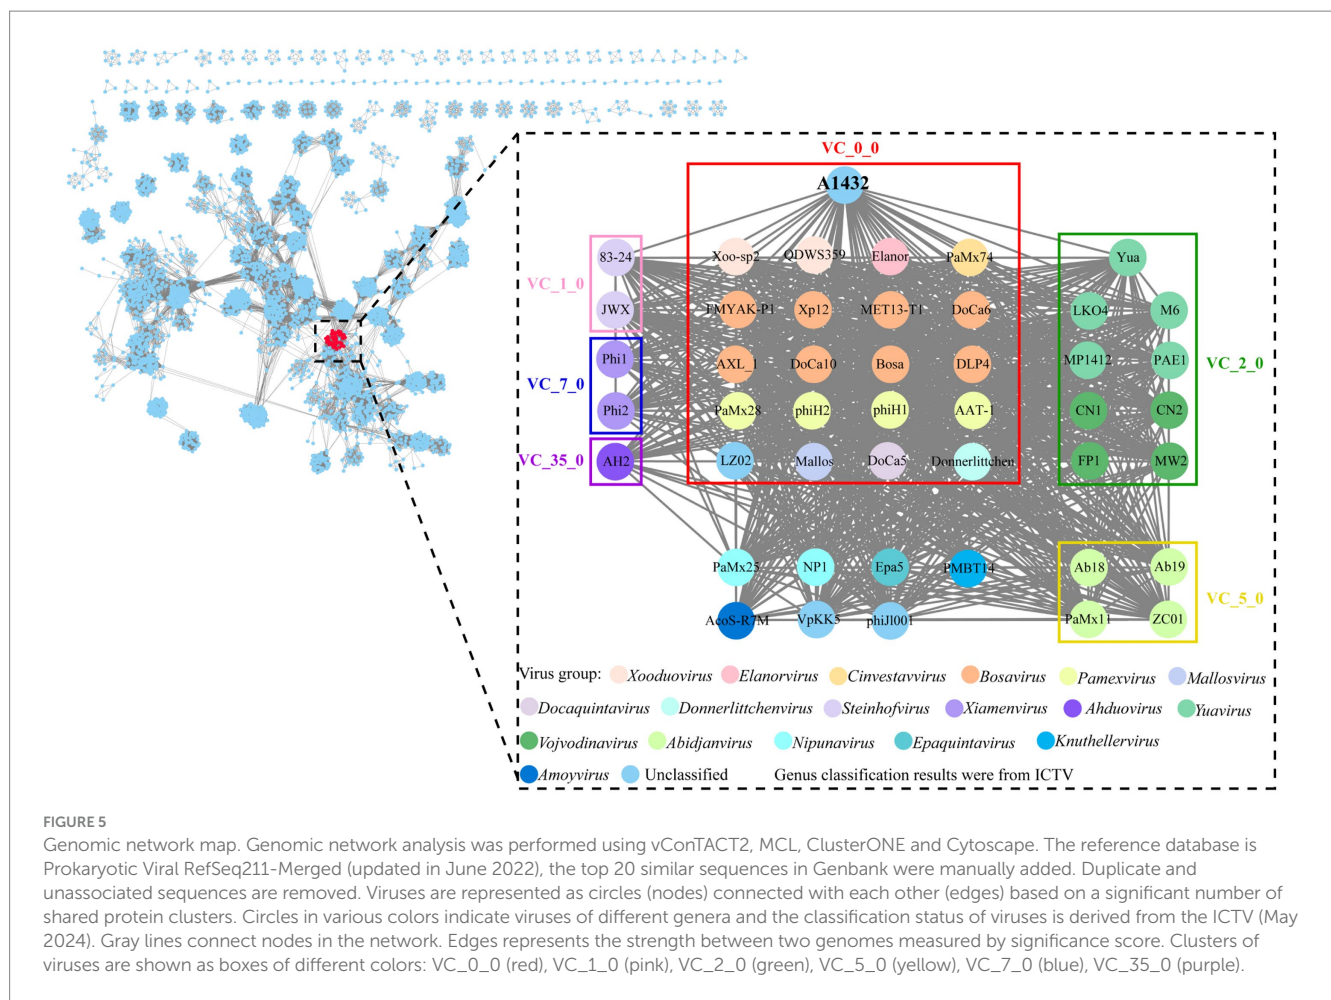 VC_0_0
A1432
83-24
Xoo-sp2
QDWS359
Elanor
PaMx74
Yua
VC_1_0
JWX
FMYAK-P1
Xp12
MET13-T1
DoCa6
LKO4
M6
Phi1
AXL_1
DoCa10
Bosa
DLP4
MP1412
PAE1
VC_2_0
VC_7_0
Phi2
PaMx28
phiH2
phiH1
AAT-1
CN1
CN2
VC_35_0
AH2
LZ02
Mallos
DoCa5
Donnerlittchen
FP1
MW2
PaMx25
NP1
Epa5
PMBT14
Ab18
Ab19
VC_5_0
AcoS-R7M
VpKK5
phiJl001
PaMx11
ZC01
Virus group: Xooduovirus Elanorvirus Cinvestavvirus Bosavirus Pamexvirus Mallosvirus
Docaquintavirus Donnerlittchenvirus Steinhofvirus Xiamenvirus Ahduovirus Yuavirus
Vojvodinavirus Abidjanvirus Nipunavirus Epaquintavirus Knuthellervirus
Amoyvirus Unclassified Genus classification results were from ICTV
FIGURE 5
Genomic network map. Genomic network analysis was performed using vConTACT2, MCL, ClusterONE and Cytoscape. The reference database is
Prokaryotic Viral RefSeq211-Merged (updated in June 2022), the top 20 similar sequences in Genbank were manually added. Duplicate and
unassociated sequences are removed. Viruses are represented as circles (nodes) connected with each other (edges) based on a significant number of
shared protein clusters. Circles in various colors indicate viruses of different genera and the classification status of viruses is derived from the ICTV (May
2024). Gray lines connect nodes in the network. Edges represents the strength between two genomes measured by significance score. Clusters of
viruses are shown as boxes of different colors: VC_0_0 (red), VC_1_0 (pink), VC_2_0 (green), VC_5_0 (yellow), VC_7_0 (blue), VC_35_0 (purple).